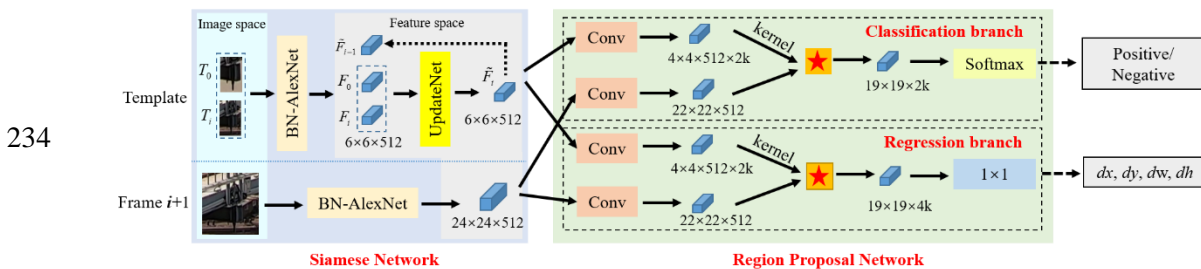 234
Image space
Feature space
Template
T₀
Tᵢ
BN-AlexNet
F̃ᵢ₋₁
F₀
Fᵢ
6×6×512
UpdateNet
F̃ᵢ
6×6×512
Frame i+1
BN-AlexNet
24×24×512
Siamese Network
Conv
4×4×512×2k
kernel
Classification branch
Conv
22×22×512
19×19×2k
Softmax
Positive/
Negative
Conv
4×4×512×2k
kernel
Regression branch
Conv
22×22×512
19×19×4k
1×1
dx, dy, dw, dh
Region Proposal Network